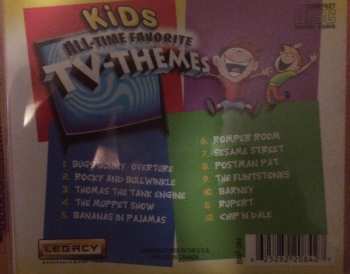 KiDS
ALL-TIME FAVORITE
TV-THEMES
1. BUGS BUNNY OVERTURE
2. ROCKY AND BULLWINKLE
3. THOMAS THE TANK ENGINE
4. THE MUPPET SHOW
5. BANANAS IN PAJAMAS
6. ROMPER ROOM
7. SESAME STREET
8. POSTMAN PAT
9. THE FLINTSTONES
10. BARNEY
11. RUPERT
12. CHIP N DALE
LEGACY